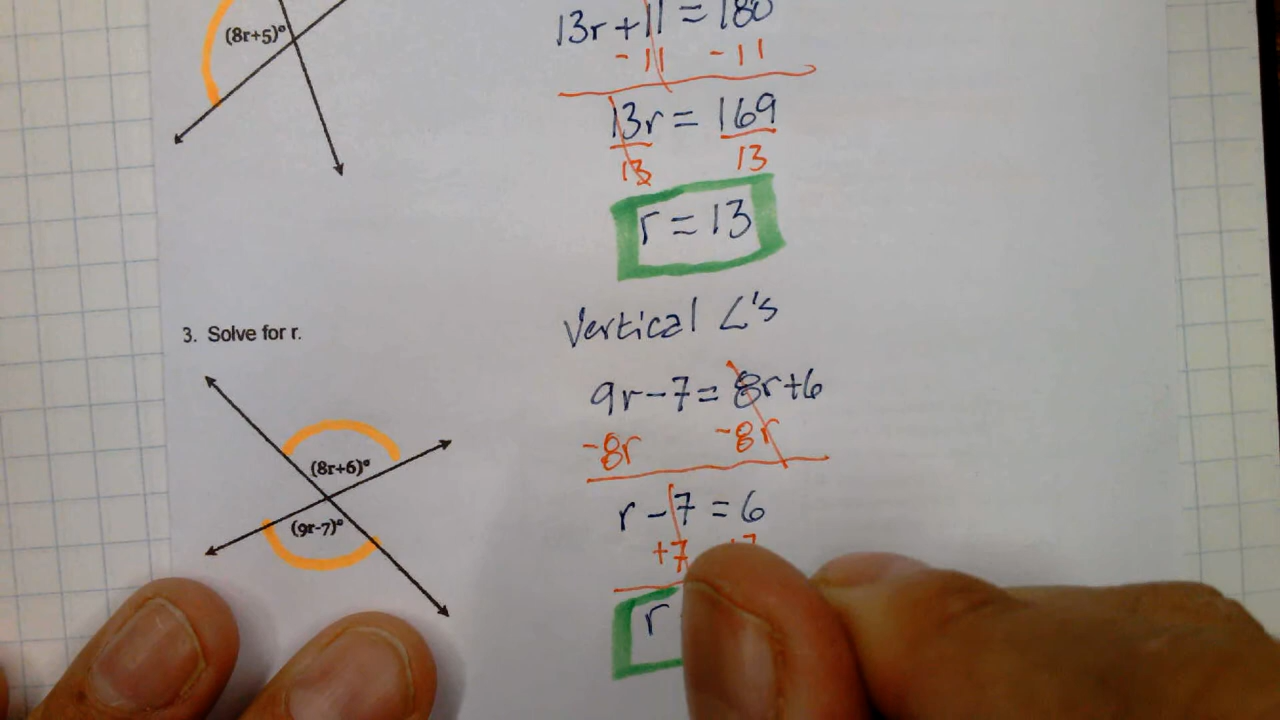 (8r+5)°
13r+11 = 180
-11 -11
13r = 169
13 13
r = 13
3. Solve for r.
Vertical ∠'s
(8r+6)°
(9r-7)°
9r-7 = 8r+6
-8r -8r
r-7 = 6
+7 +7
r